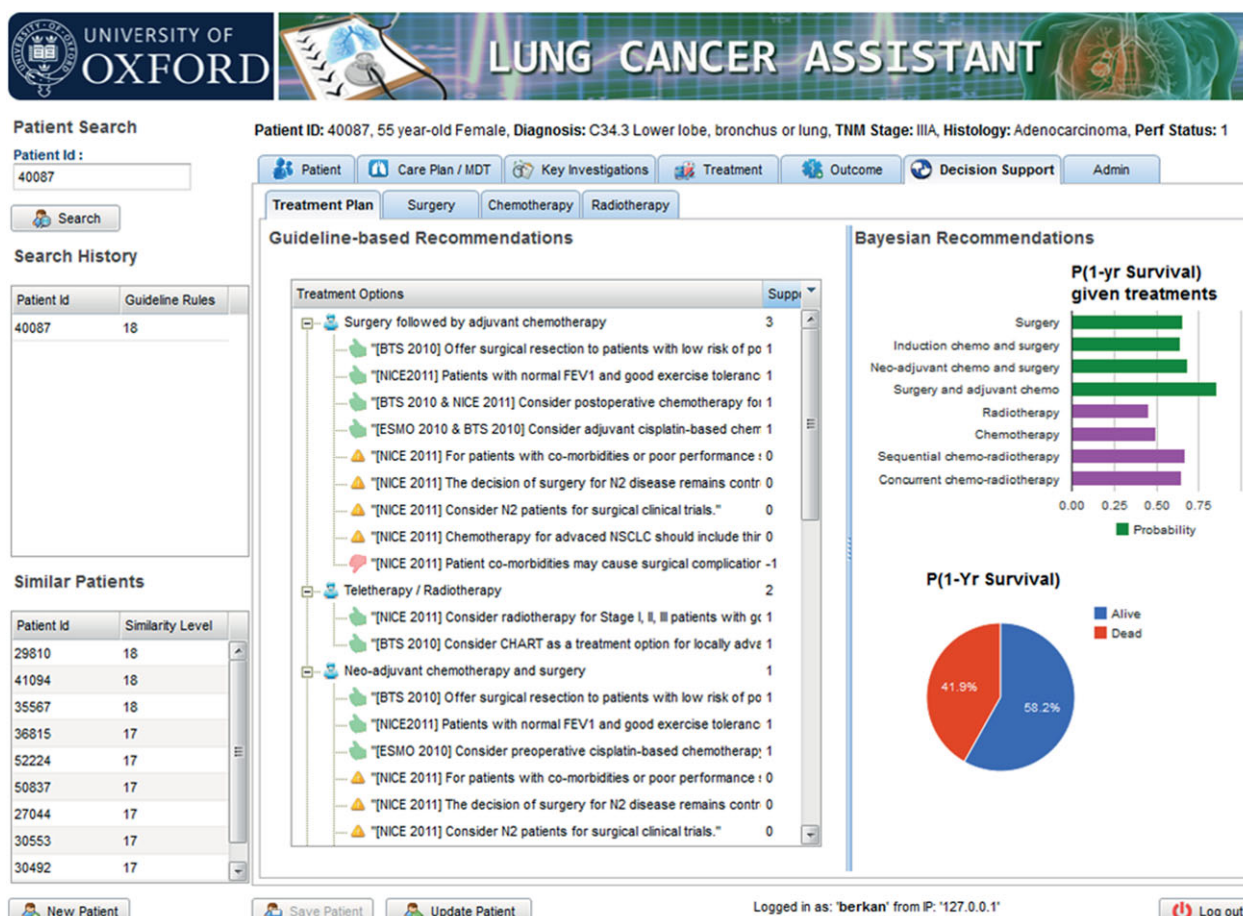 UNIVERSITY OF
OXFORD
LUNG CANCER ASSISTANT
Patient Search
Patient Id :
40087
Search
Search History
Patient Id Guideline Rules
40087 18
Similar Patients
Patient Id Similarity Level
29810 18
41094 18
35567 18
36815 17
52224 17
50837 17
27044 17
30553 17
30492 17
New Patient
Patient ID: 40087, 55 year-old Female, Diagnosis: C34.3 Lower lobe, bronchus or lung, TNM Stage: IIIA, Histology: Adenocarcinoma, Perf Status: 1
Patient Care Plan / MDT Key Investigations Treatment Outcome Decision Support Admin
Treatment Plan Surgery Chemotherapy Radiotherapy
Guideline-based Recommendations
Treatment Options Suppo
Surgery followed by adjuvant chemotherapy 3
"[BTS 2010] Offer surgical resection to patients with low risk of po 1
"[NICE2011] Patients with normal FEV1 and good exercise toleranc 1
"[BTS 2010 & NICE 2011] Consider postoperative chemotherapy for 1
"[ESMO 2010 & BTS 2010] Consider adjuvant cisplatin-based chem 1
"[NICE 2011] For patients with co-morbidities or poor performance 0
"[NICE 2011] The decision of surgery for N2 disease remains contr 0
"[NICE 2011] Consider N2 patients for surgical clinical trials." 0
"[NICE 2011] Chemotherapy for advaced NSCLC should include thir 0
"[NICE 2011] Patient co-morbidities may cause surgical complication -1
Teletherapy / Radiotherapy 2
"[NICE 2011] Consider radiotherapy for Stage I, II, III patients with gc 1
"[BTS 2010] Consider CHART as a treatment option for locally adva 1
Neo-adjuvant chemotherapy and surgery 1
"[BTS 2010] Offer surgical resection to patients with low risk of po 1
"[NICE2011] Patients with normal FEV1 and good exercise toleranc 1
"[ESMO 2010] Consider preoperative cisplatin-based chemotherapy 1
"[NICE 2011] For patients with co-morbidities or poor performance 0
"[NICE 2011] The decision of surgery for N2 disease remains contr 0
"[NICE 2011] Consider N2 patients for surgical clinical trials." 0
Bayesian Recommendations
P(1-yr Survival)
given treatments
Surgery
Induction chemo and surgery
Neo-adjuvant chemo and surgery
Surgery and adjuvant chemo
Radiotherapy
Chemotherapy
Sequential chemo-radiotherapy
Concurrent chemo-radiotherapy
0.00 0.25 0.50 0.75
Probability
P(1-Yr Survival)
Alive
Dead
41.9%
58.2%
Save Patient Update Patient Logged in as: 'berkan' from IP: '127.0.0.1' Log out